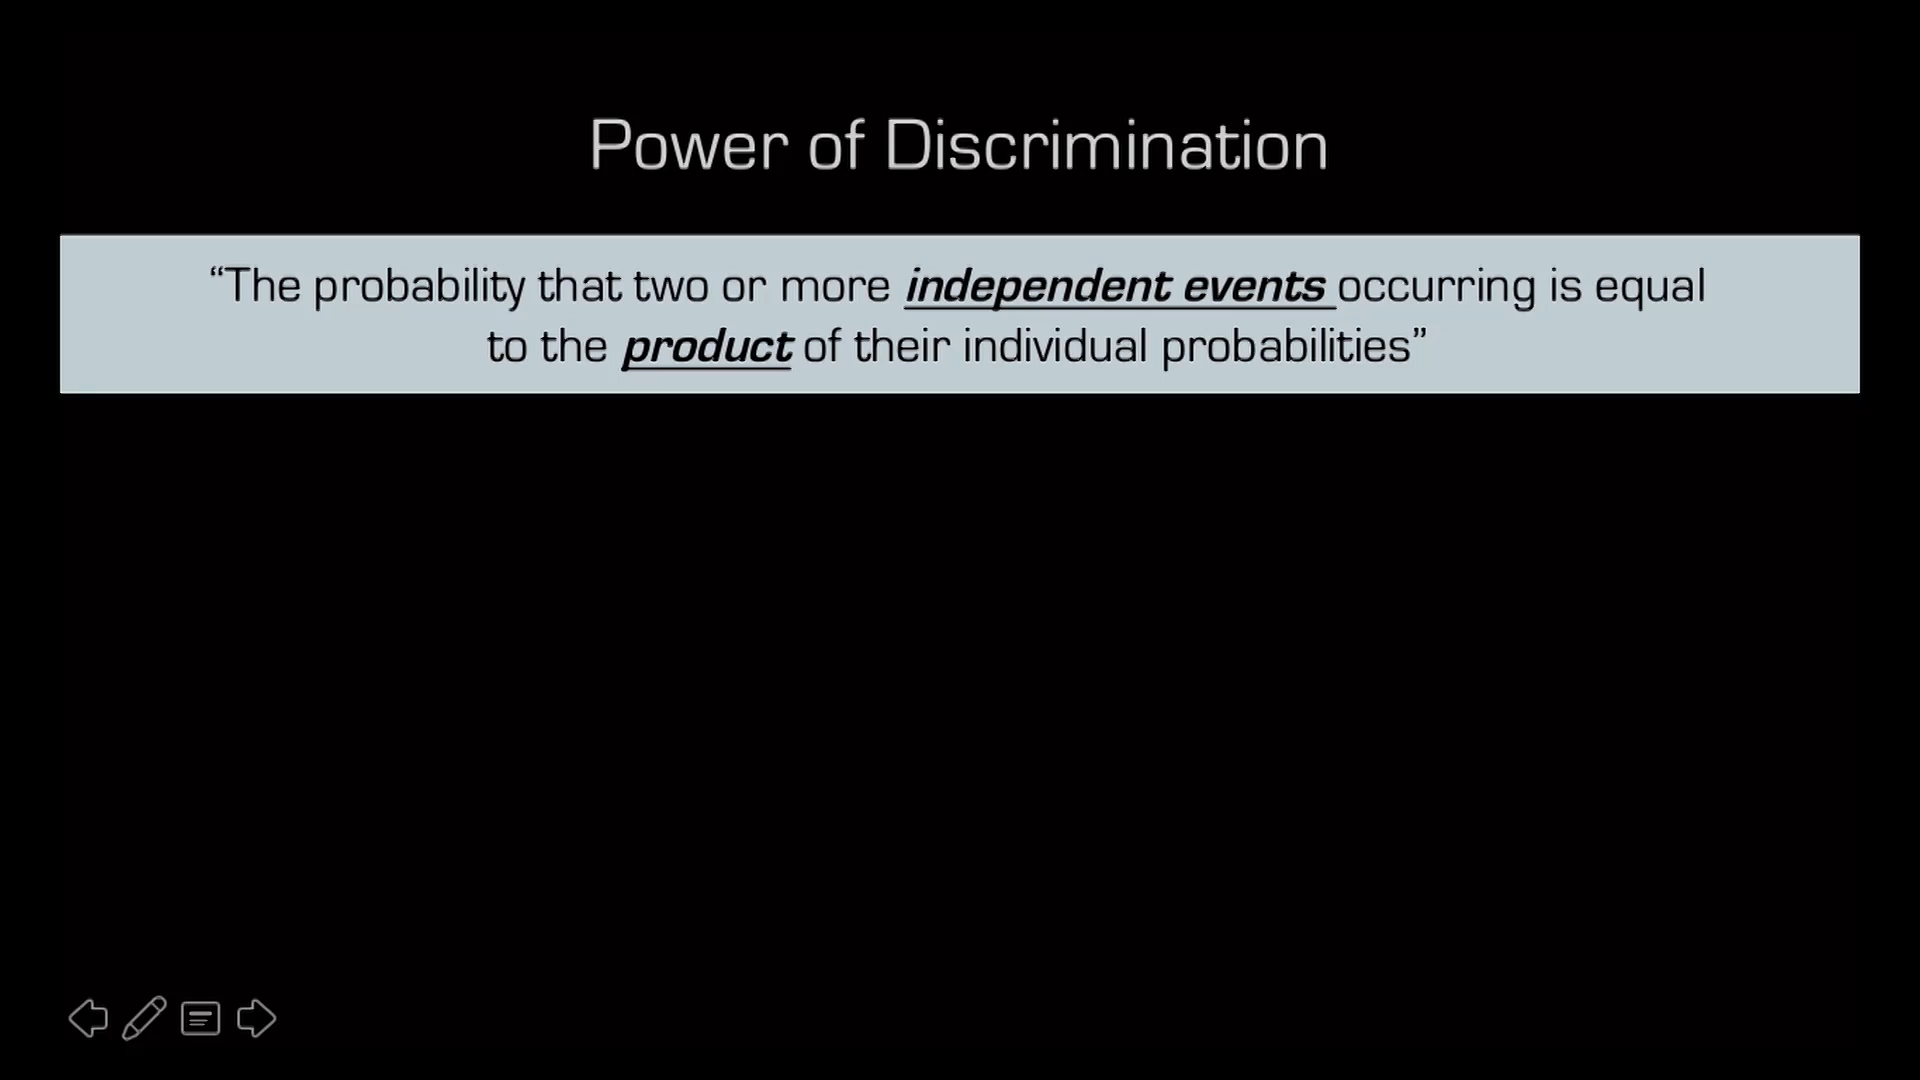 Power of Discrimination
“The probability that two or more independent events occurring is equal
to the product of their individual probabilities”